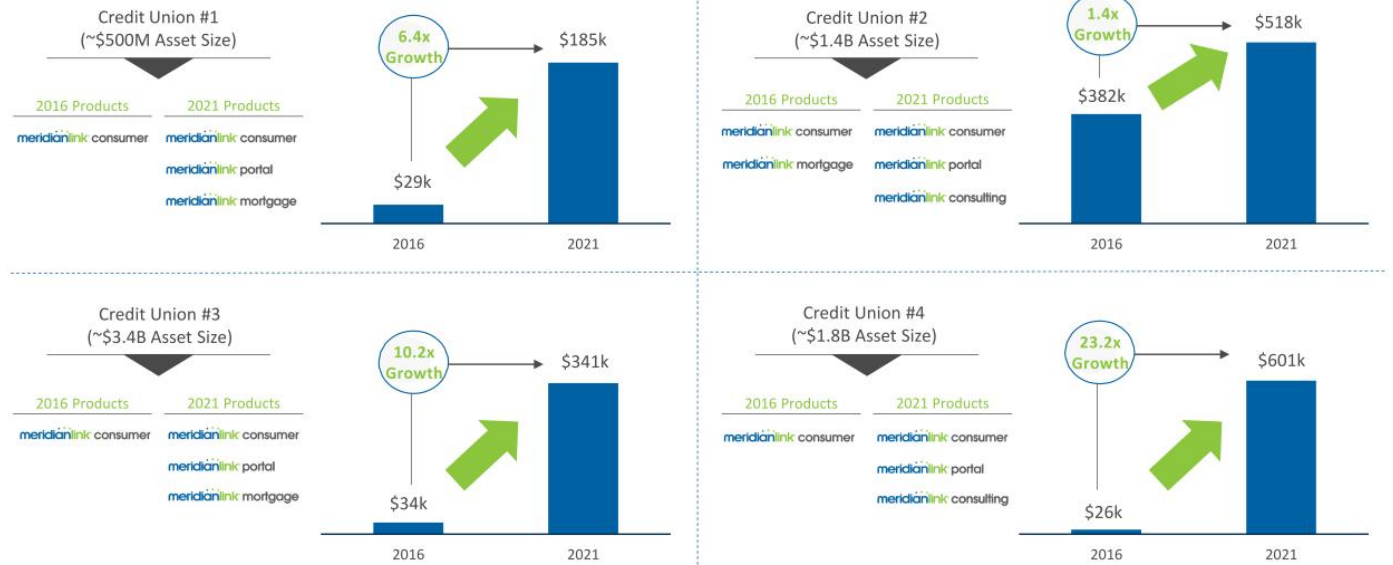 Credit Union #1
(~$500M Asset Size)
2016 Products
2021 Products
meridianlink consumer
meridianlink consumer
meridianlink portal
meridianlink mortgage
6.4x
Growth
$185k
$29k
2016
2021
Credit Union #2
(~$1.4B Asset Size)
2016 Products
2021 Products
meridianlink consumer
meridianlink consumer
meridianlink mortgage
meridianlink portal
meridianlink consulting
1.4x
Growth
$518k
$382k
2016
2021
Credit Union #3
(~$3.4B Asset Size)
2016 Products
2021 Products
meridianlink consumer
meridianlink consumer
meridianlink portal
meridianlink mortgage
10.2x
Growth
$341k
$34k
2016
2021
Credit Union #4
(~$1.8B Asset Size)
2016 Products
2021 Products
meridianlink consumer
meridianlink consumer
meridianlink portal
meridianlink consulting
23.2x
Growth
$601k
$26k
2016
2021